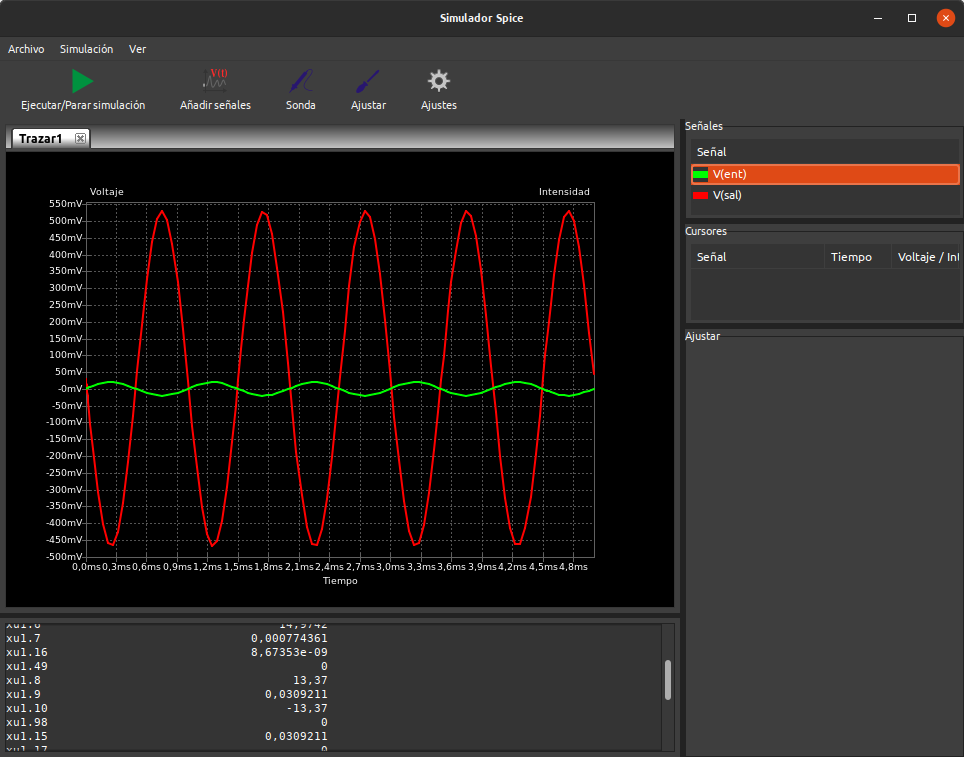 Simulador Spice
Archivo Simulación Ver
V(t)
Ejecutar/Parar simulación Añadir señales Sonda Ajustar Ajustes
Trazar1
Voltaje Intensidad
550mV
500mV
450mV
400mV
350mV
300mV
250mV
200mV
150mV
100mV
50mV
-0mV
-50mV
-100mV
-150mV
-200mV
-250mV
-300mV
-350mV
-400mV
-450mV
-500mV
0,0ms 0,3ms 0,6ms 0,9ms 1,2ms 1,5ms 1,8ms 2,1ms 2,4ms 2,7ms 3,0ms 3,3ms 3,6ms 3,9ms 4,2ms 4,5ms 4,8ms
Tiempo
Señales
Señal
V(ent)
V(sal)
Cursores
Señal Tiempo Voltaje / Int
Ajustar
xu1.6 14,9742
xu1.7 0,000774361
xu1.16 8,67353e-09
xu1.49 0
xu1.8 13,37
xu1.9 0,0309211
xu1.10 -13,37
xu1.98 0
xu1.15 0,0309211
xu1.17 0